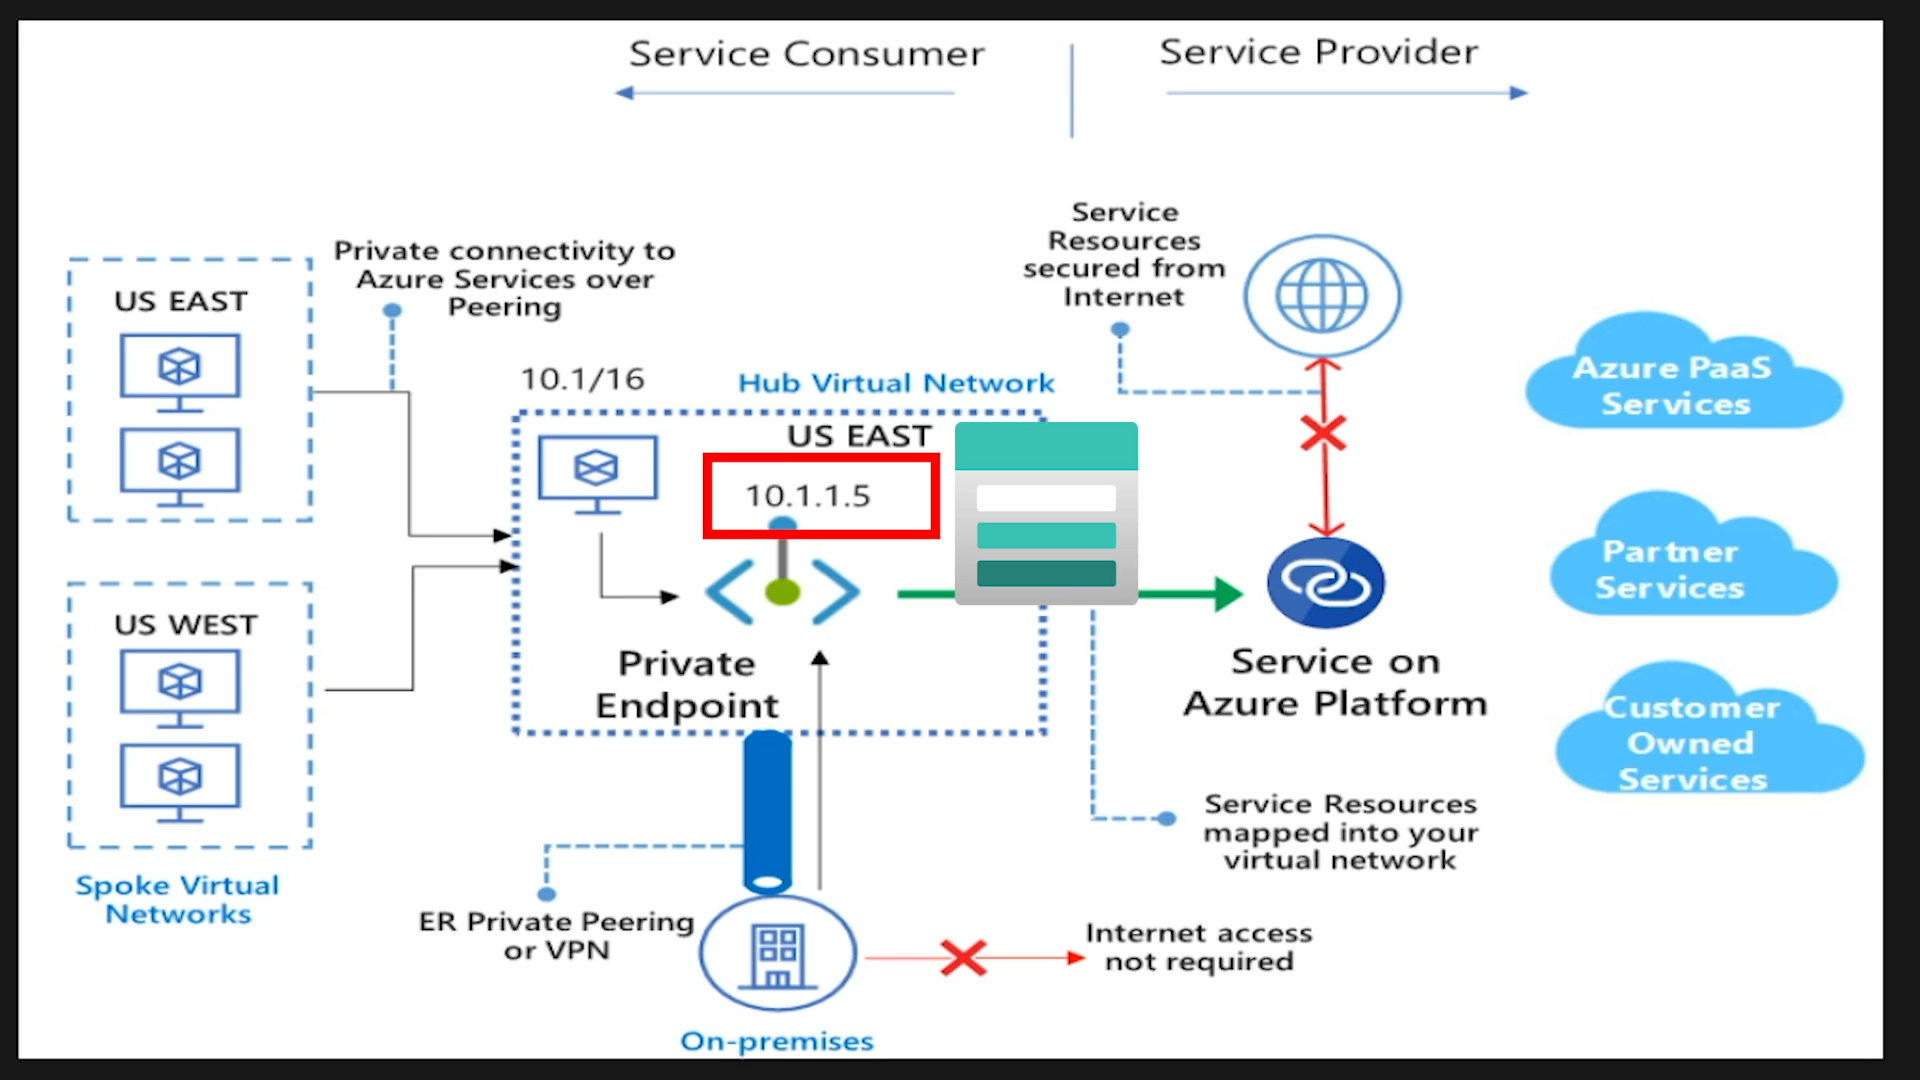 Service Consumer
Service Provider
Service
Resources
secured from
Internet
Private connectivity to
Azure Services over
Peering
US EAST
10.1/16
Hub Virtual Network
US EAST
10.1.1.5
Azure PaaS
Services
Partner
Services
US WEST
Private
Endpoint
Service on
Azure Platform
Customer
Owned
Services
Service Resources
mapped into your
virtual network
Spoke Virtual
Networks
ER Private Peering
or VPN
Internet access
not required
On-premises